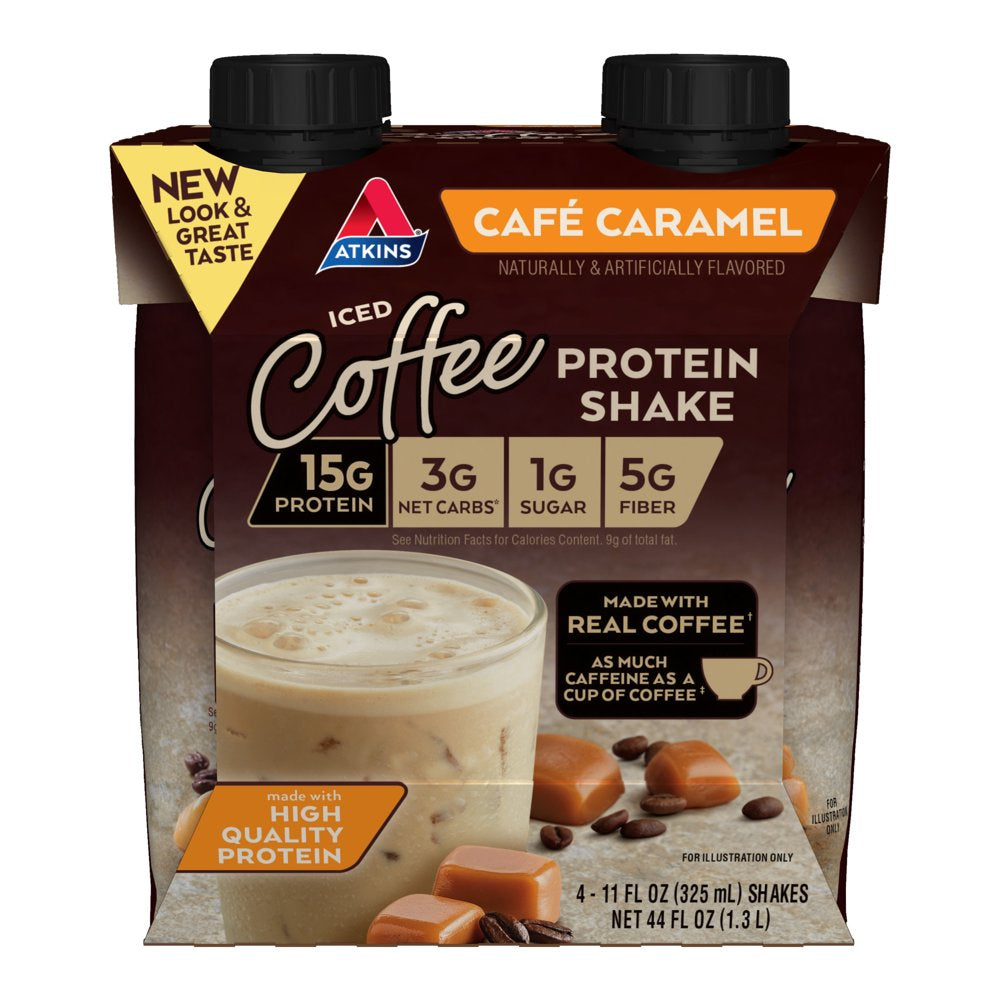 NEW
LOOK &
GREAT
TASTE
ATKINS®
CAFÉ CARAMEL
NATURALLY & ARTIFICIALLY FLAVORED
ICED
Coffee
PROTEIN
SHAKE
15G
PROTEIN
3G
NET CARBS*
1G
SUGAR
5G
FIBER
See Nutrition Facts for Calories Content. 9g of total fat.
MADE WITH
REAL COFFEE†
AS MUCH
CAFFEINE AS A
CUP OF COFFEE‡
made with
HIGH
QUALITY
PROTEIN
FOR
ILLUSTRATION
ONLY
FOR ILLUSTRATION ONLY
4 - 11 FL OZ (325 mL) SHAKES
NET 44 FL OZ (1.3 L)